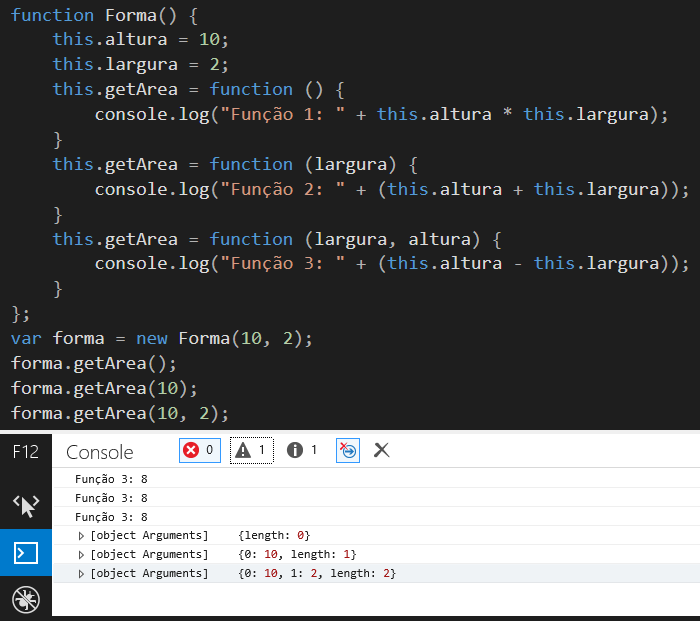 function Forma() {
    this.altura = 10;
    this.largura = 2;
    this.getArea = function () {
        console.log("Função 1: " + this.altura * this.largura);
    }
    this.getArea = function (largura) {
        console.log("Função 2: " + (this.altura + this.largura));
    }
    this.getArea = function (largura, altura) {
        console.log("Função 3: " + (this.altura - this.largura));
    }
};
var forma = new Forma(10, 2);
forma.getArea();
forma.getArea(10);
forma.getArea(10, 2);
F12 Console 0 1 1
Função 3: 8
Função 3: 8
Função 3: 8
[object Arguments] {length: 0}
[object Arguments] {0: 10, length: 1}
[object Arguments] {0: 10, 1: 2, length: 2}